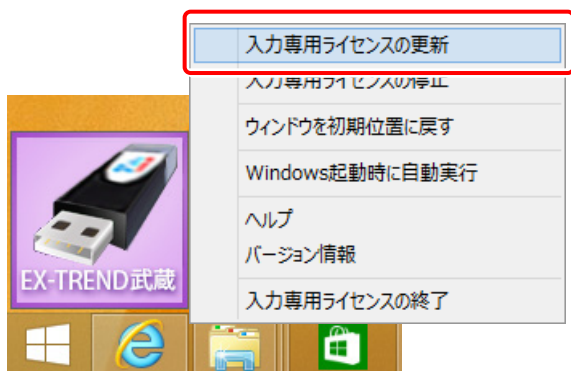 入力専用ライセンスの更新
入力専用ライセンスの停止
ウィンドウを初期位置に戻す
Windows起動時に自動実行
ヘルプ
バージョン情報
入力専用ライセンスの終了
EX-TREND武蔵